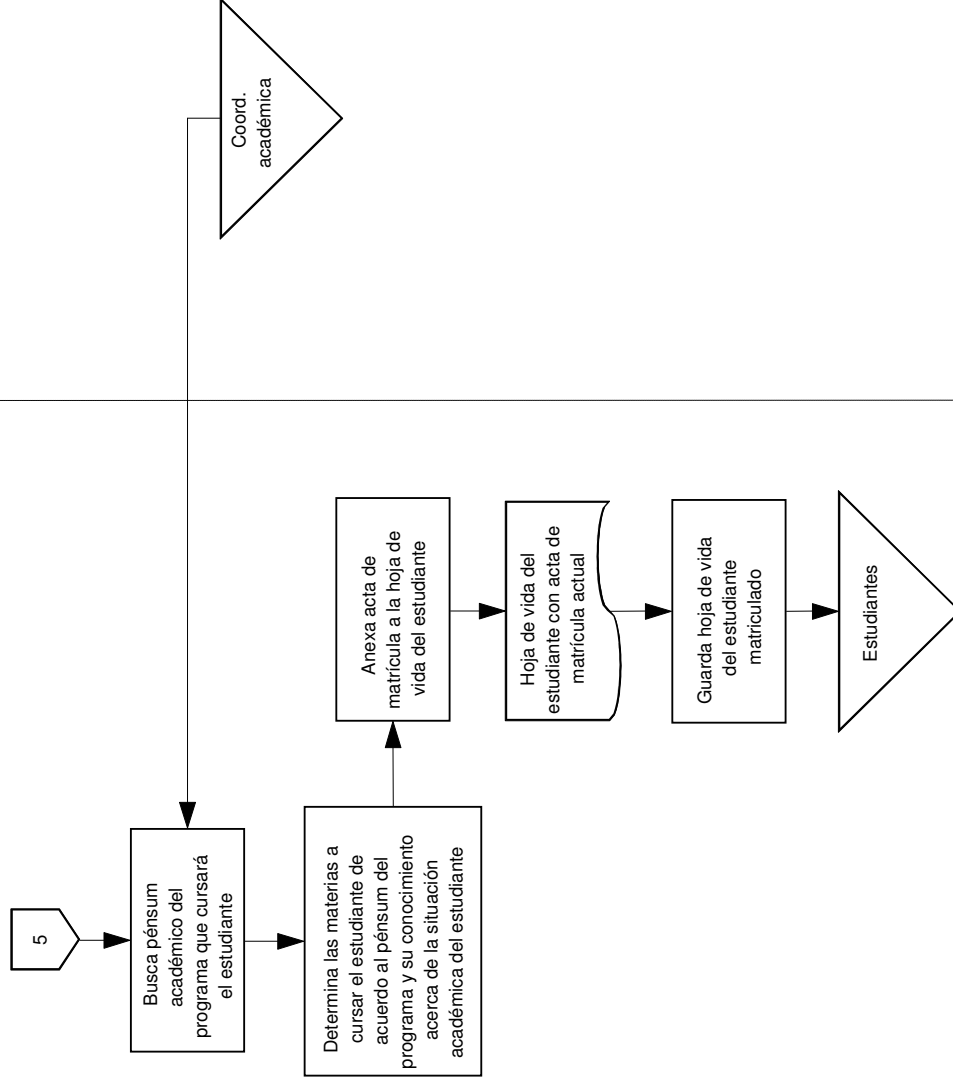 5
Busca pénsum
académico del
programa que cursará
el estudiante
Determina las materias a
cursar el estudiante de
acuerdo al pénsum del
programa y su conocimiento
acerca de la situación
académica del estudiante
Anexa acta de
matrícula a la hoja de
vida del estudiante
Hoja de vida del
estudiante con acta de
matrícula actual
Guarda hoja de vida
del estudiante
matriculado
Estudiantes
Coord.
académica